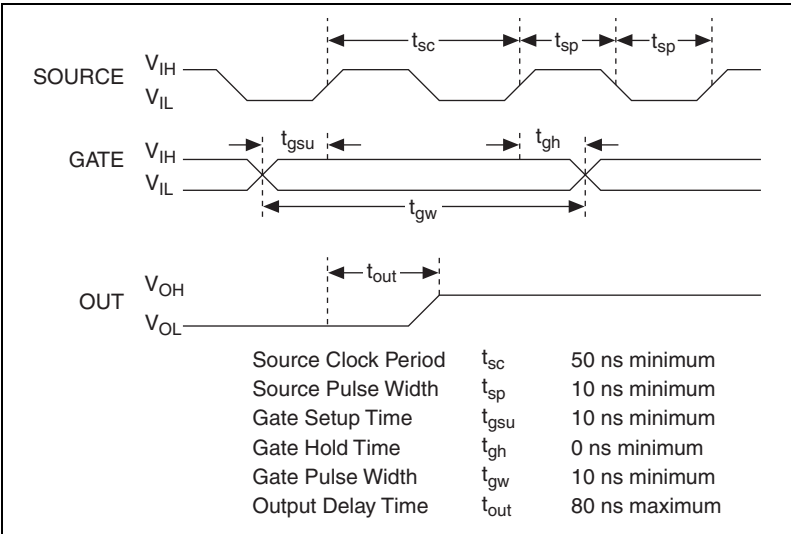 t_sc t_sp t_sp
SOURCE V_IH
V_IL
t_gsu t_gh
GATE V_IH
V_IL
t_gw
t_out
OUT V_OH
V_OL
Source Clock Period t_sc 50 ns minimum
Source Pulse Width t_sp 10 ns minimum
Gate Setup Time t_gsu 10 ns minimum
Gate Hold Time t_gh 0 ns minimum
Gate Pulse Width t_gw 10 ns minimum
Output Delay Time t_out 80 ns maximum